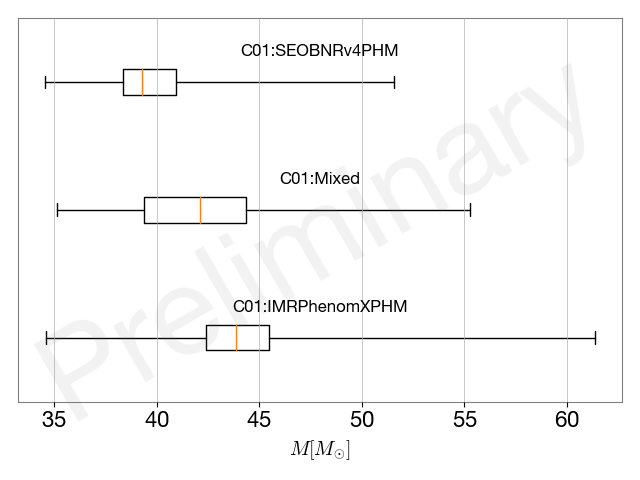 C01:SEOBNRv4PHM
C01:Mixed
C01:IMRPhenomXPHM
Preliminary
35 40 45 50 55 60
M[M⊙]